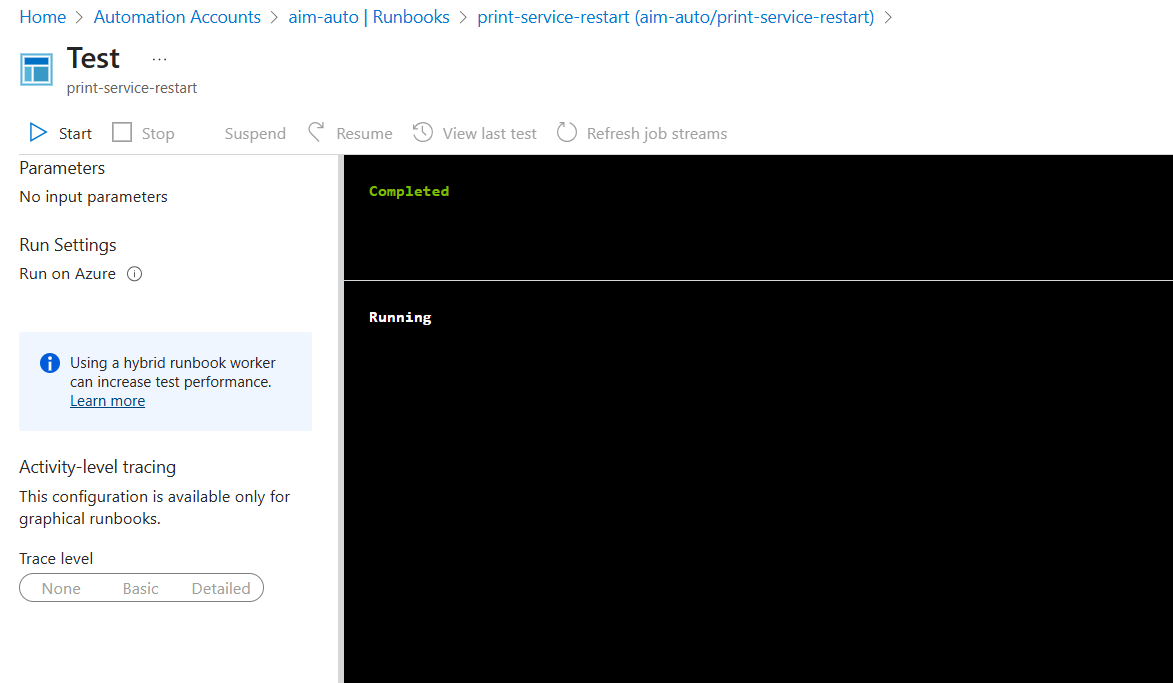 Home > Automation Accounts > aim-auto | Runbooks > print-service-restart (aim-auto/print-service-restart) >
Test ...
print-service-restart
Start Stop Suspend Resume View last test Refresh job streams
Parameters
No input parameters
Run Settings
Run on Azure
Using a hybrid runbook worker
can increase test performance.
Learn more
Activity-level tracing
This configuration is available only for
graphical runbooks.
Trace level
None Basic Detailed
Completed
Running